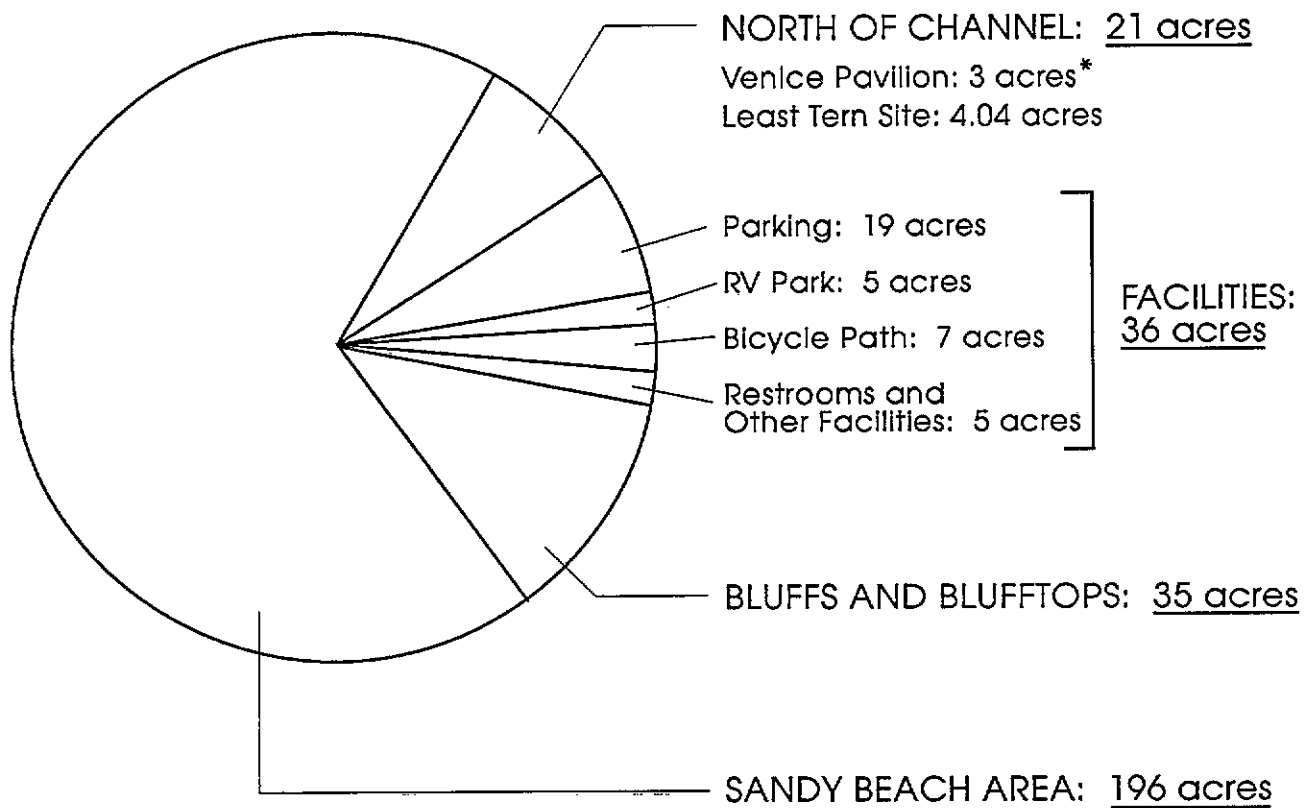 NORTH OF CHANNEL: 21 acres
Venice Pavilion: 3 acres*
Least Tern Site: 4.04 acres
Parking: 19 acres
RV Park: 5 acres
Bicycle Path: 7 acres
Restrooms and
Other Facilities: 5 acres
FACILITIES:
36 acres
BLUFFS AND BLUFFTOPS: 35 acres
SANDY BEACH AREA: 196 acres